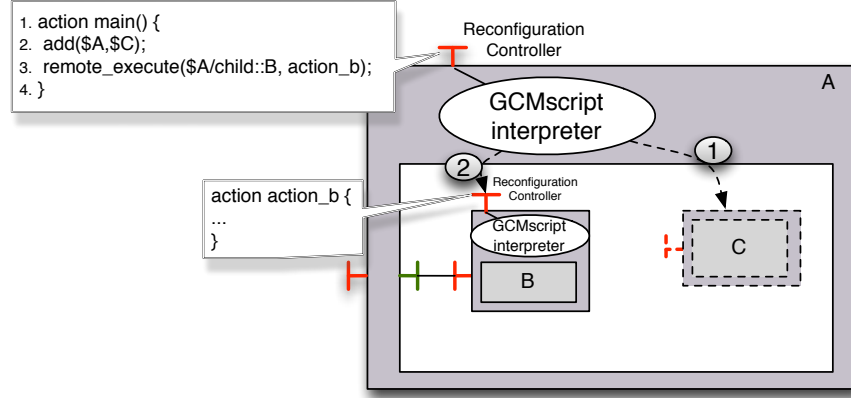 1. action main() {
2. add($A,$C);
3. remote_execute($A/child::B, action_b);
4. }
Reconfiguration
Controller
A
GCMscript
interpreter
1
2
action action_b {
...
}
Reconfiguration
Controller
GCMscript
interpreter
B
C